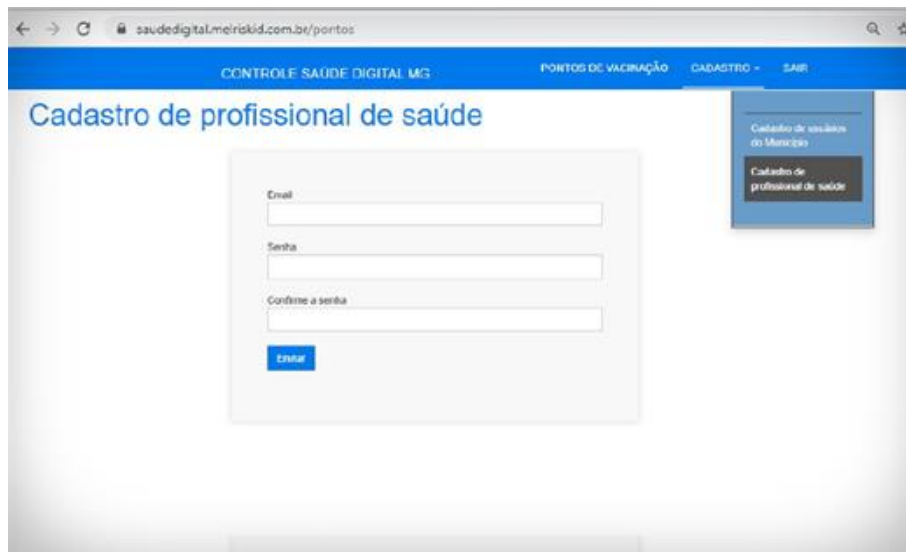 saudedigital.melriskid.com.br/pontos
CONTROLE SAÚDE DIGITAL MG
PONTOS DE VACINAÇÃO
CADASTRO
SAIR
Cadastro de profissional de saúde
Cadastro de usuários
do Município
Cadastro de
profissional de saúde
Email
Senha
Confirme a senha
Enviar